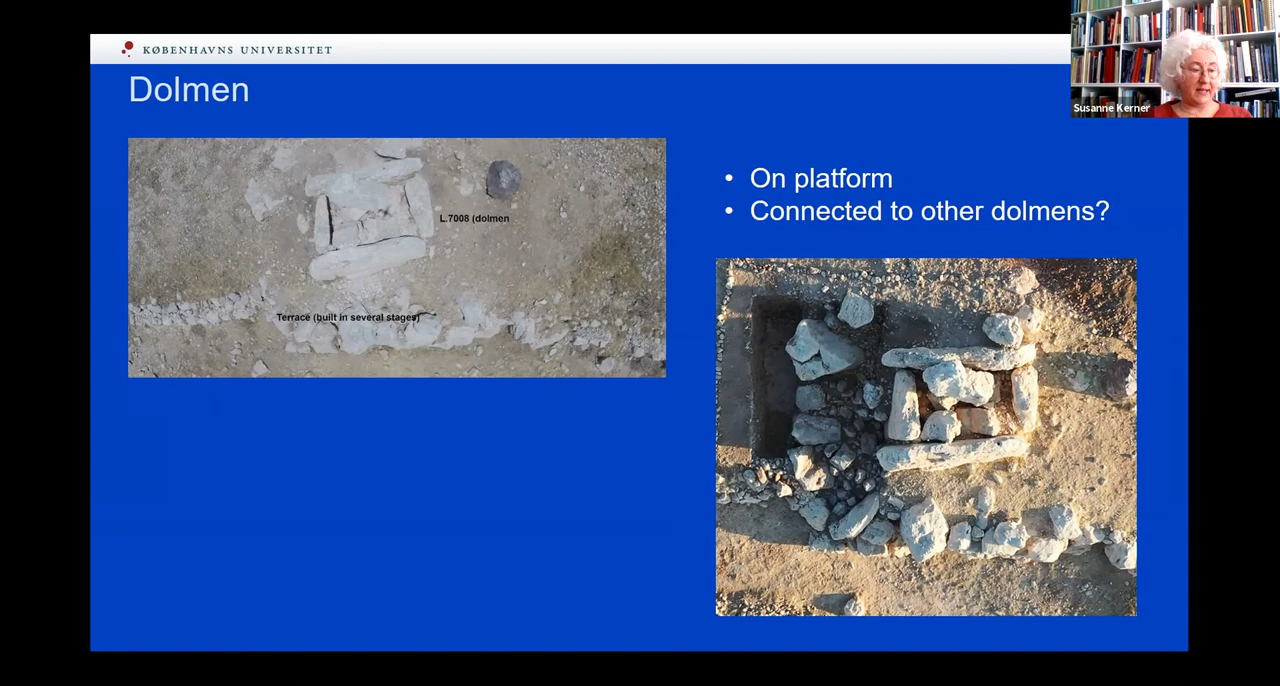 KØBENHAVNS UNIVERSITET
Susanne Kerner
Dolmen
• On platform
• Connected to other dolmens?
L.7008 (dolmen
Terrace (built in several stages)